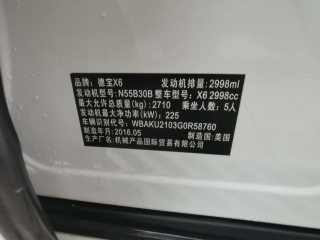 品牌：德宝X6 发动机排量：2998ml
发动机型号：N55B30B 整车型号：X6 2998cc
最大允许总质量(kg)：2710 乘坐人数：5人
发动机最大净功率(kW)：225
车辆识别代号：WBAKU2103G0R58760
制造年月：2016.05 制造国：美国
生产厂名：机械产品国际贸易有限公司